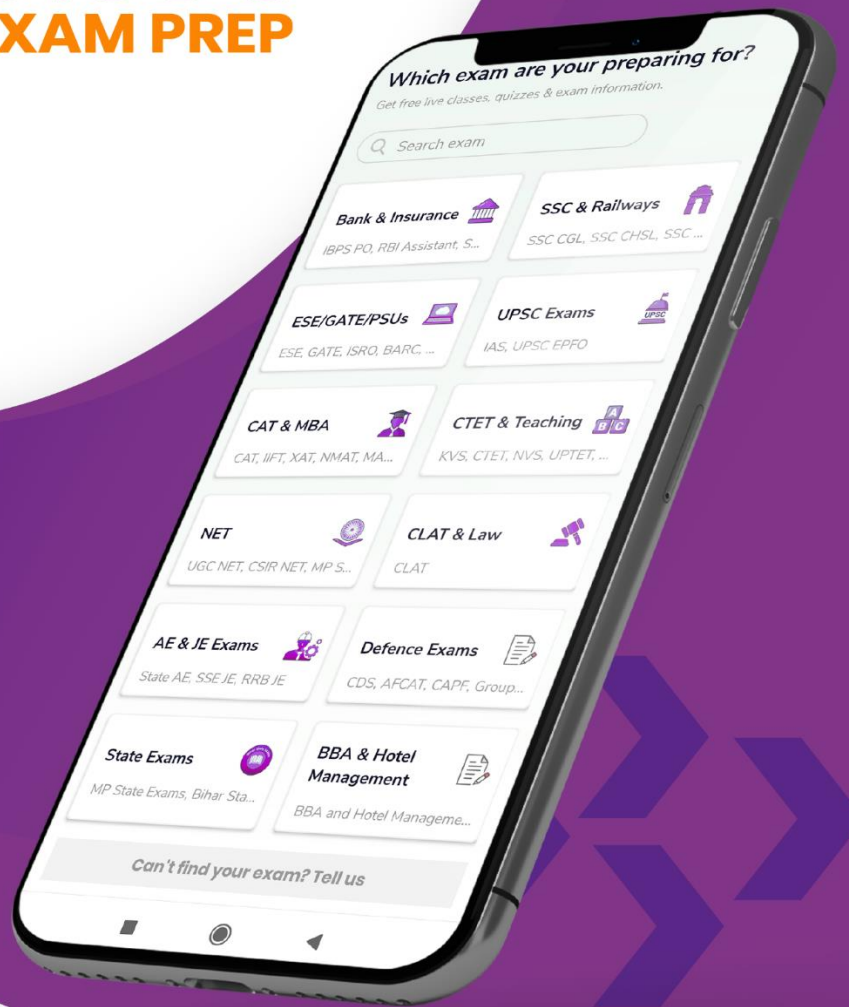 XAM PREP
Which exam are your preparing for?
Get free live classes, quizzes & exam information.
Search exam
Bank & Insurance
IBPS PO, RBI Assistant, S...
SSC & Railways
SSC CGL, SSC CHSL, SSC ...
ESE/GATE/PSUs
ESE, GATE, ISRO, BARC, ...
UPSC Exams
UPSC
IAS, UPSC EPFO
CAT & MBA
CAT, IIFT, XAT, NMAT, MA...
CTET & Teaching
A
B C
KVS, CTET, NVS, UPTET, ...
NET
UGC NET, CSIR NET, MP S...
CLAT & Law
CLAT
AE & JE Exams
State AE, SSE JE, RRB JE
Defence Exams
CDS, AFCAT, CAPF, Group...
State Exams
MP State Exams, Bihar Sta...
BBA & Hotel
Management
BBA and Hotel Manageme...
Can't find your exam? Tell us